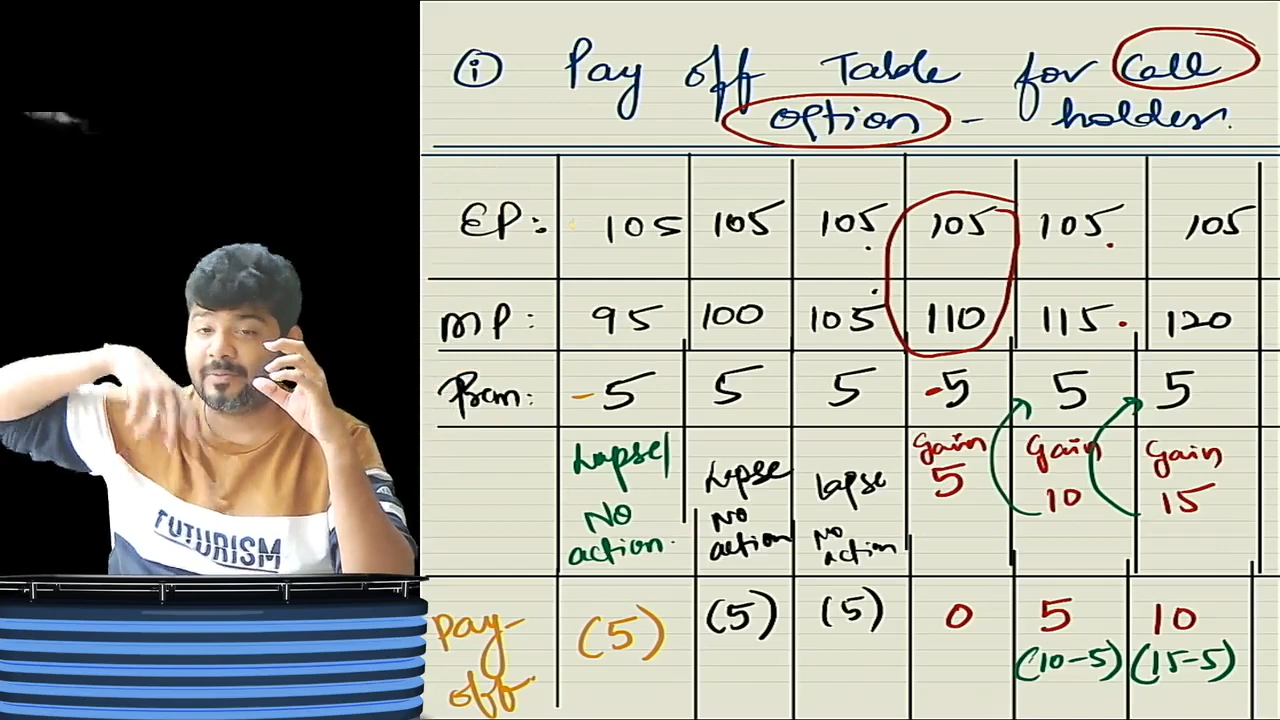 i Pay off Table for Call
option - holder.
EP: 105 105 105 105 105 105
MP: 95 100 105 110 115 120
Prem: -5 5 5 -5 5 5
Lapse/ Lapse Lapse Gain Gain Gain
No action. No action No action 5 10 15
Pay-off (5) (5) (5) 0 5 10
(10-5) (15-5)
FUTURISM